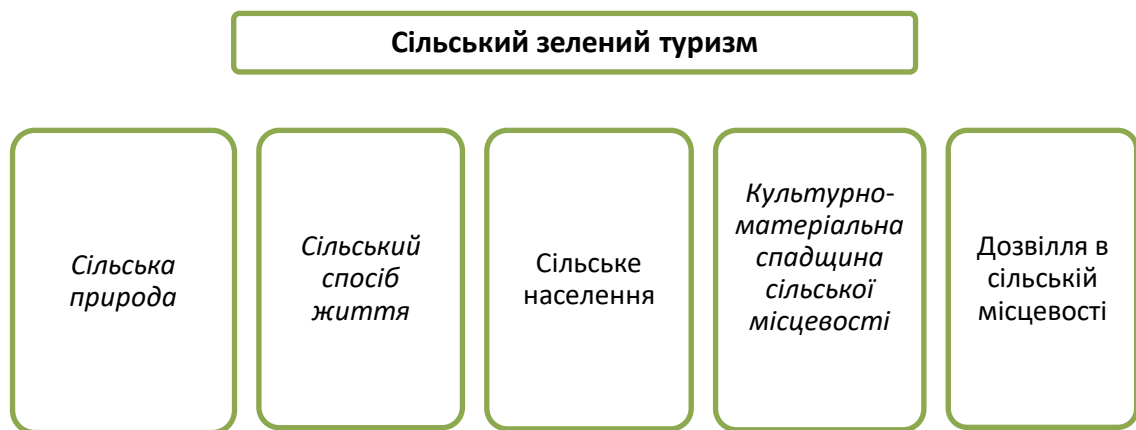 Сільський зелений туризм
Сільська
природа
Сільський
спосіб
життя
Сільське
населення
Культурно-
матеріальна
спадщина
сільської
місцевості
Дозвілля в
сільській
місцевості